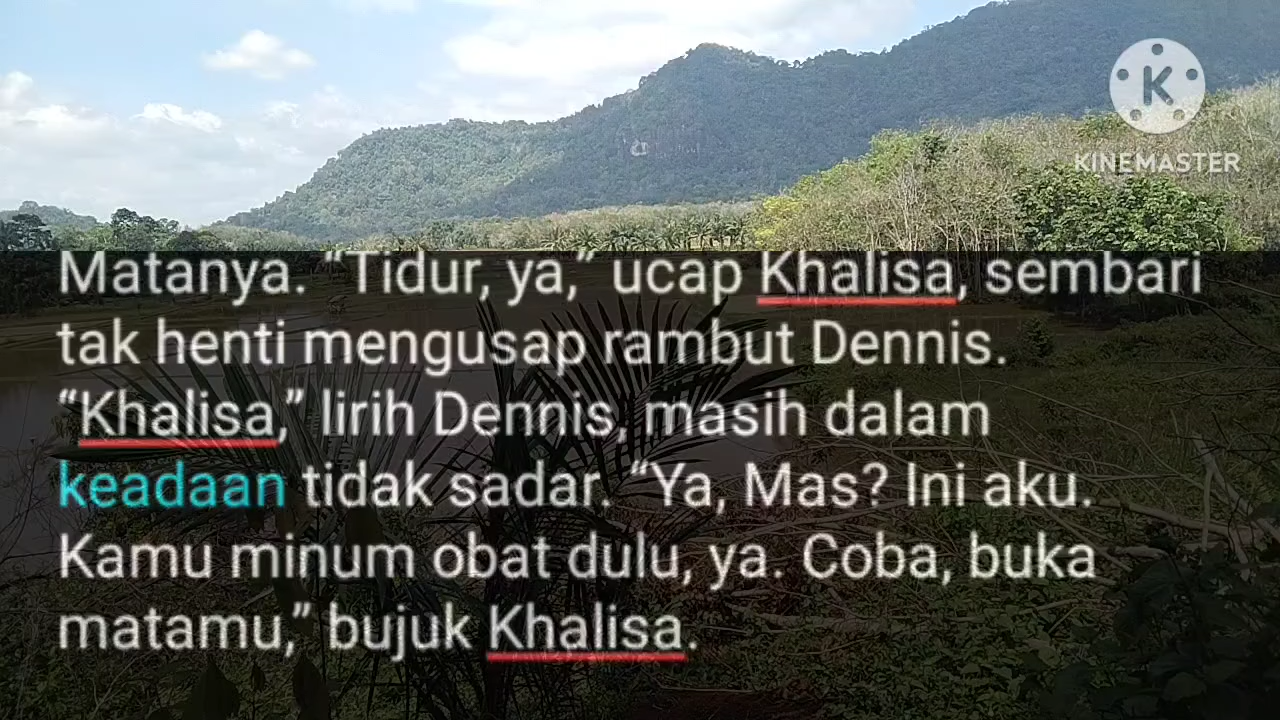 KINEMASTER
Matanya. “Tidur, ya,” ucap Khalisa, sembari
tak henti mengusap rambut Dennis.
“Khalisa,” lirih Dennis, masih dalam
keadaan tidak sadar. “Ya, Mas? Ini aku.
Kamu minum obat dulu, ya. Coba, buka
matamu,” bujuk Khalisa.